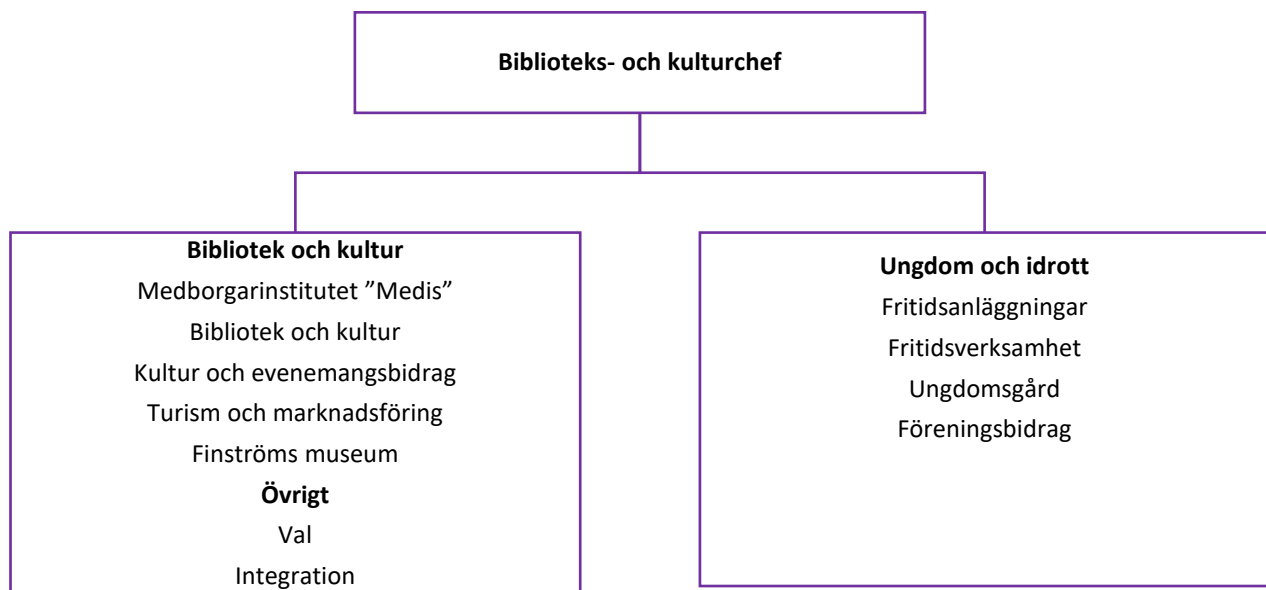 Biblioteks- och kulturchef
Bibliotek och kultur
Medborgarinstitutet ”Medis”
Bibliotek och kultur
Kultur och evenemangsbidrag
Turism och marknadsföring
Finströms museum
Övrigt
Val
Integration
Ungdom och idrott
Fritidsanläggningar
Fritidsverksamhet
Ungdomsgård
Föreningsbidrag